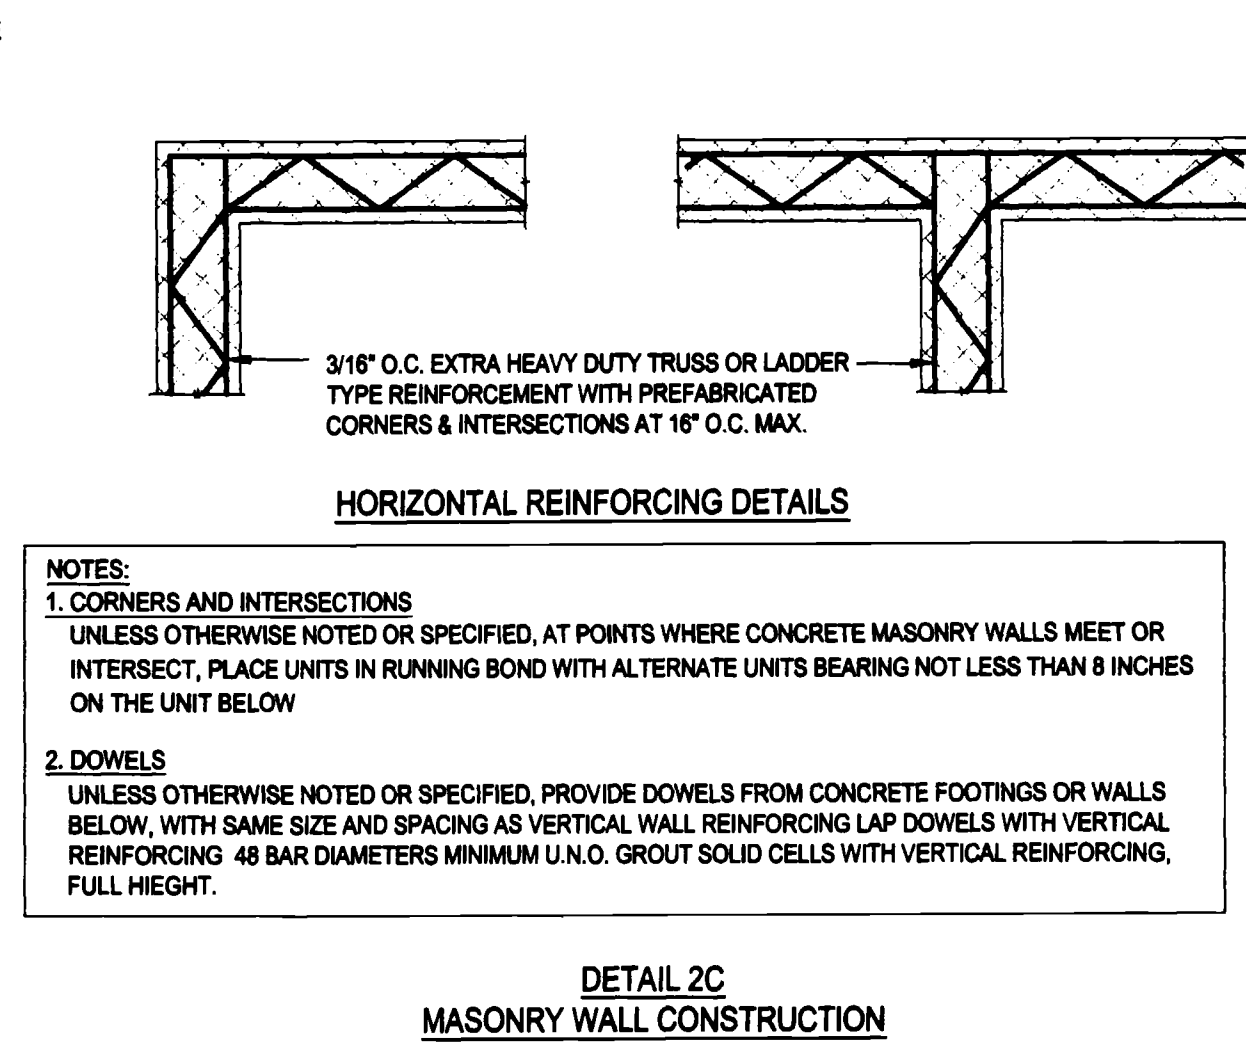 3/16" O.C. EXTRA HEAVY DUTY TRUSS OR LADDER
TYPE REINFORCEMENT WITH PREFABRICATED
CORNERS & INTERSECTIONS AT 16" O.C. MAX.
HORIZONTAL REINFORCING DETAILS
NOTES:
1. CORNERS AND INTERSECTIONS
UNLESS OTHERWISE NOTED OR SPECIFIED, AT POINTS WHERE CONCRETE MASONRY WALLS MEET OR
INTERSECT, PLACE UNITS IN RUNNING BOND WITH ALTERNATE UNITS BEARING NOT LESS THAN 8 INCHES
ON THE UNIT BELOW
2. DOWELS
UNLESS OTHERWISE NOTED OR SPECIFIED, PROVIDE DOWELS FROM CONCRETE FOOTINGS OR WALLS
BELOW, WITH SAME SIZE AND SPACING AS VERTICAL WALL REINFORCING LAP DOWELS WITH VERTICAL
REINFORCING 48 BAR DIAMETERS MINIMUM U.N.O. GROUT SOLID CELLS WITH VERTICAL REINFORCING,
FULL HIEGHT.
DETAIL 2C
MASONRY WALL CONSTRUCTION